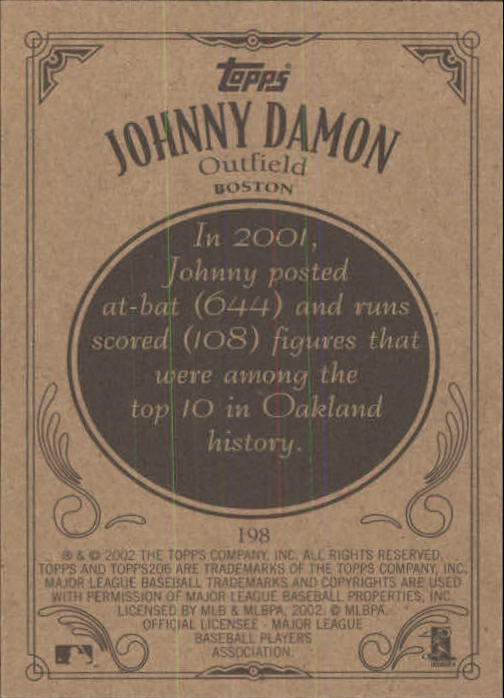 Topps
JOHNNY DAMON
Outfield
BOSTON
In 2001,
Johnny posted
at-bat (644) and runs
scored (108) figures that
were among the
top 10 in Oakland
history.
198
® & © 2002 THE TOPPS COMPANY, INC. ALL RIGHTS RESERVED.
TOPPS AND TOPPS206 ARE TRADEMARKS OF THE TOPPS COMPANY, INC.
MAJOR LEAGUE BASEBALL TRADEMARKS AND COPYRIGHTS ARE USED
WITH PERMISSION OF MAJOR LEAGUE BASEBALL PROPERTIES, INC.
LICENSED BY MLB & MLBPA, 2002. © MLBPA
OFFICIAL LICENSEE - MAJOR LEAGUE
BASEBALL PLAYERS
ASSOCIATION.